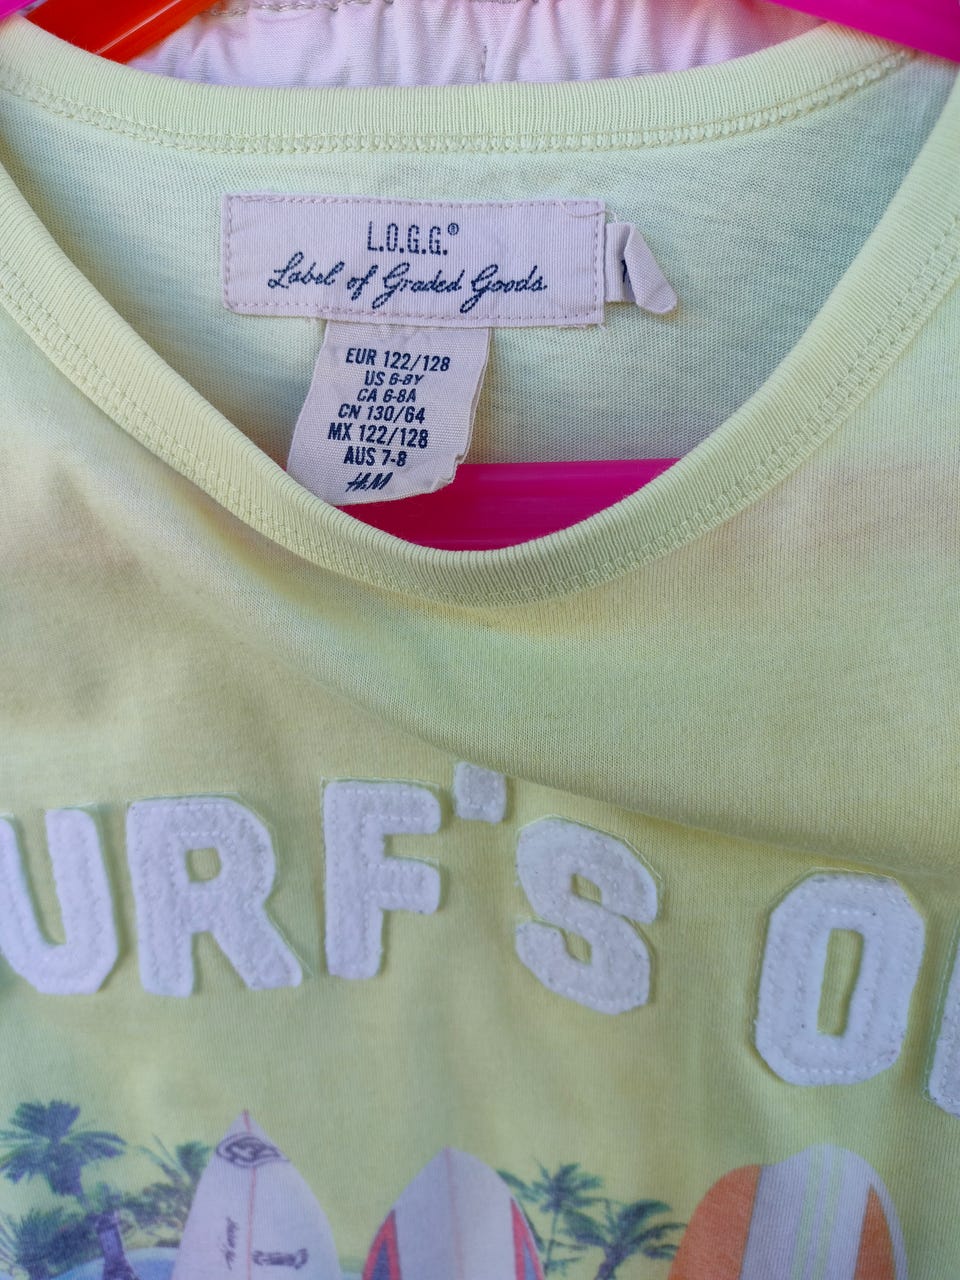 L.O.G.G.®
Label of Graded Goods
EUR 122/128
US 6-8Y
CA 6-8A
CN 130/64
MX 122/128
AUS 7-8
H&M
URF'S O